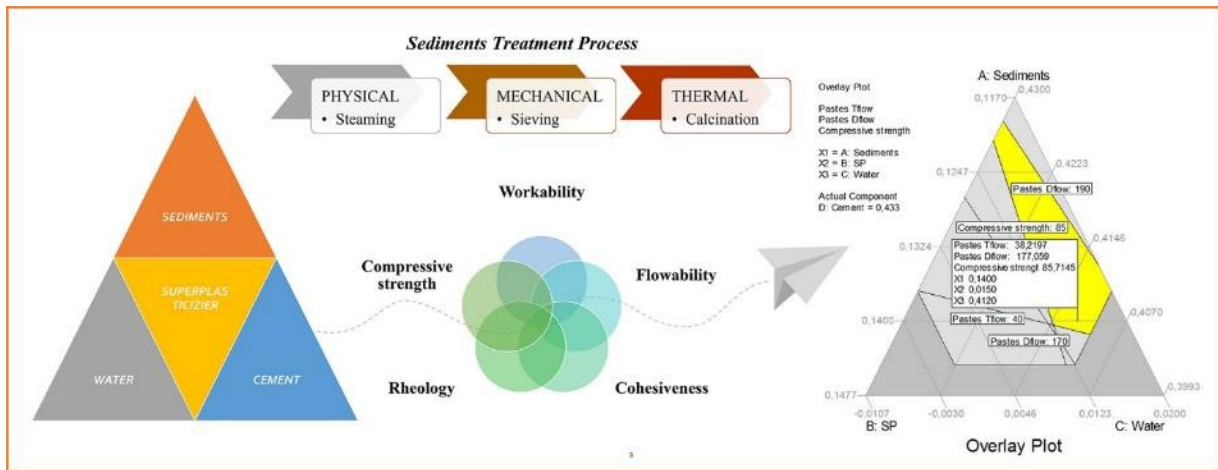 Sediments Treatment Process
PHYSICAL
• Steaming
MECHANICAL
• Sieving
THERMAL
• Calcination
SEDIMENTS
SUPERPLAS
TICIZIER
WATER
CEMENT
Workability
Compressive
strength
Flowability
Rheology
Cohesiveness
Overlay Plot
Pastes Tflow
Pastes Dflow
Compressive strength
X1 = A: Sediments
X2 = B: SP
X3 = C: Water
Actual Component
D: Cement = 0,433
A: Sediments
0,1170
0,4300
0,1247
0,4223
Pastes Dflow: 190
Compressive strength: 85
0,1324
0,4146
Pastes Tflow: 38,2197
Pastes Dflow: 177,059
Compressive strengt 85,7145
X1 0,1400
X2 0,0150
X3 0,4120
0,1400
Pastes Tflow: 40
0,4070
Pastes Dflow: 170
0,1477
0,3993
-0,0107
-0,0030
0,0046
0,0123
0,0200
B: SP
C: Water
Overlay Plot